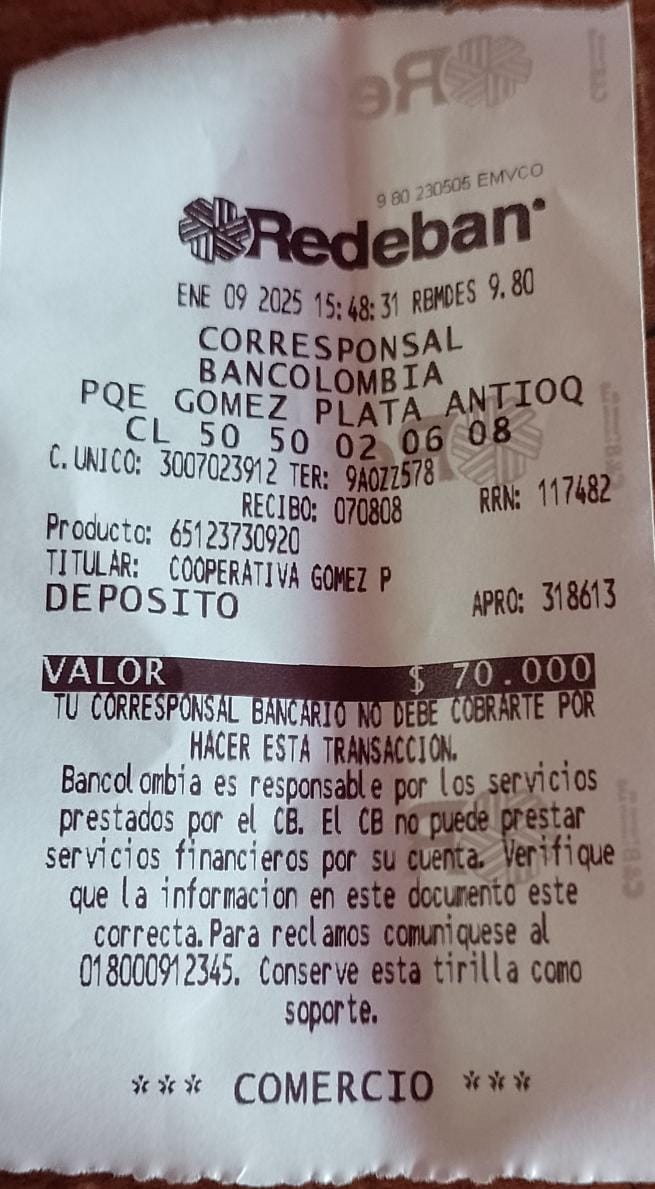 9 80 230505 EMVCO
Redeban
ENE 09 2025 15:48:31 RBMDES 9.80
CORRESPONSAL
BANCOLOMBIA
PQE GOMEZ PLATA ANTIOQ
CL 50 50 02 06 08
C.UNICO: 3007023912 TER: 9AOZZ578
RECIBO: 070808 RRN: 117482
Producto: 65123730920
TITULAR: COOPERATIVA GOMEZ P
DEPOSITO APRO: 318613
VALOR $ 70.000
TU CORRESPONSAL BANCARIO NO DEBE COBRARTE POR
HACER ESTA TRANSACCION.
Bancolombia es responsable por los servicios
prestados por el CB. El CB no puede prestar
servicios financieros por su cuenta. Verifique
que la informacion en este documento este
correcta.Para reclamos comuniquese al
018000912345. Conserve esta tirilla como
soporte.
*** COMERCIO ***